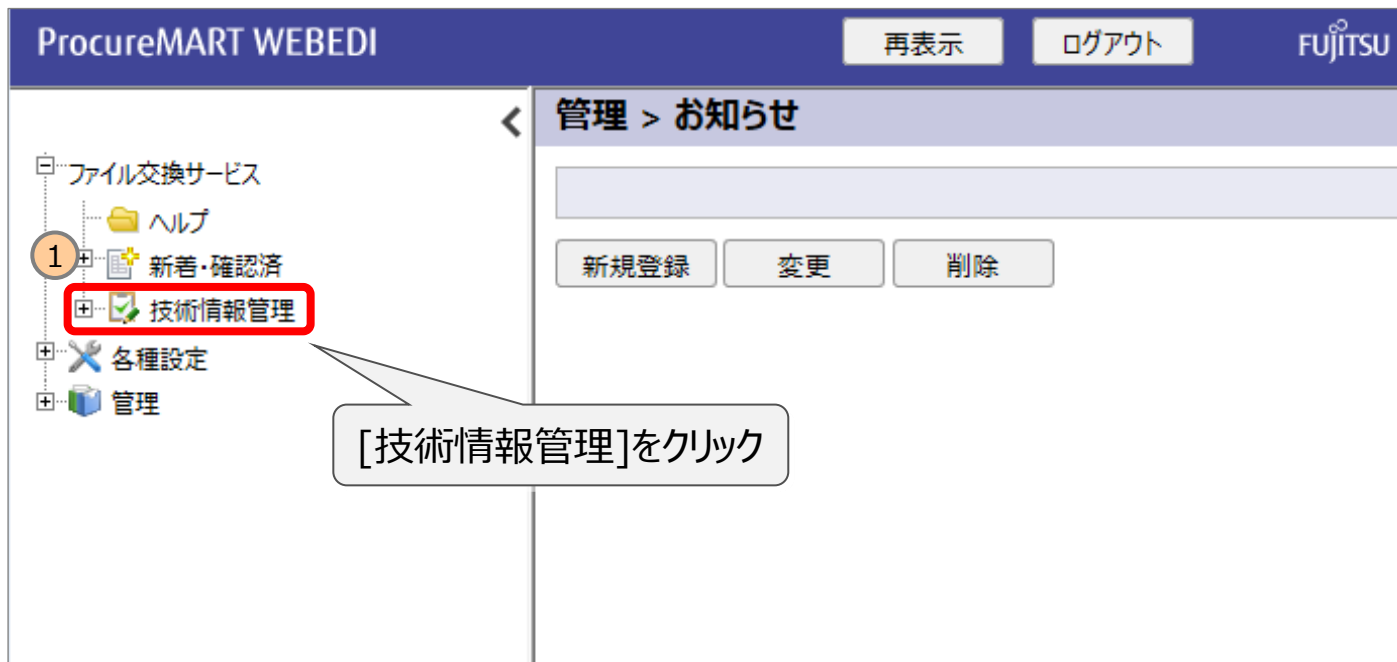 ProcureMART WEBEDI
再表示
ログアウト
FUJITSU
管理 > お知らせ
ファイル交換サービス
ヘルプ
1
新着・確認済
技術情報管理
各種設定
管理
新規登録
変更
削除
[技術情報管理]をクリック